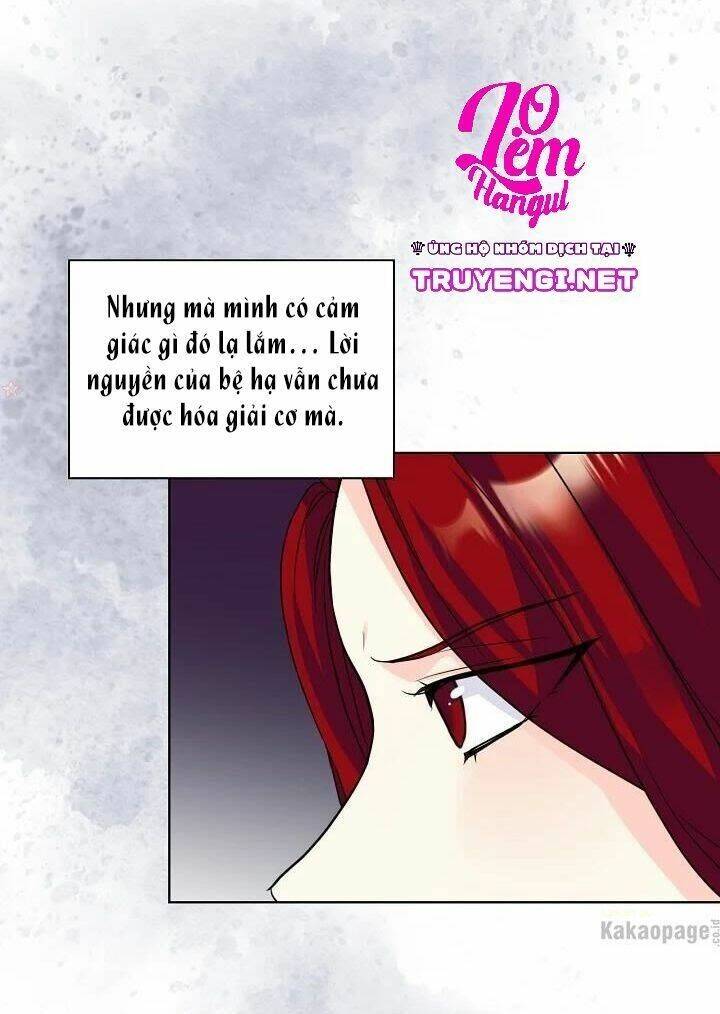 Lọ
Lem
Hangul
ỦNG HỘ NHÓM DỊCH TẠI
TRUYENGI.NET
Nhưng mà mình có cảm
giác gì đó lạ lắm... Lời
nguyền của bệ hạ vẫn chưa
được hóa giải cơ mà.
Kakaopage